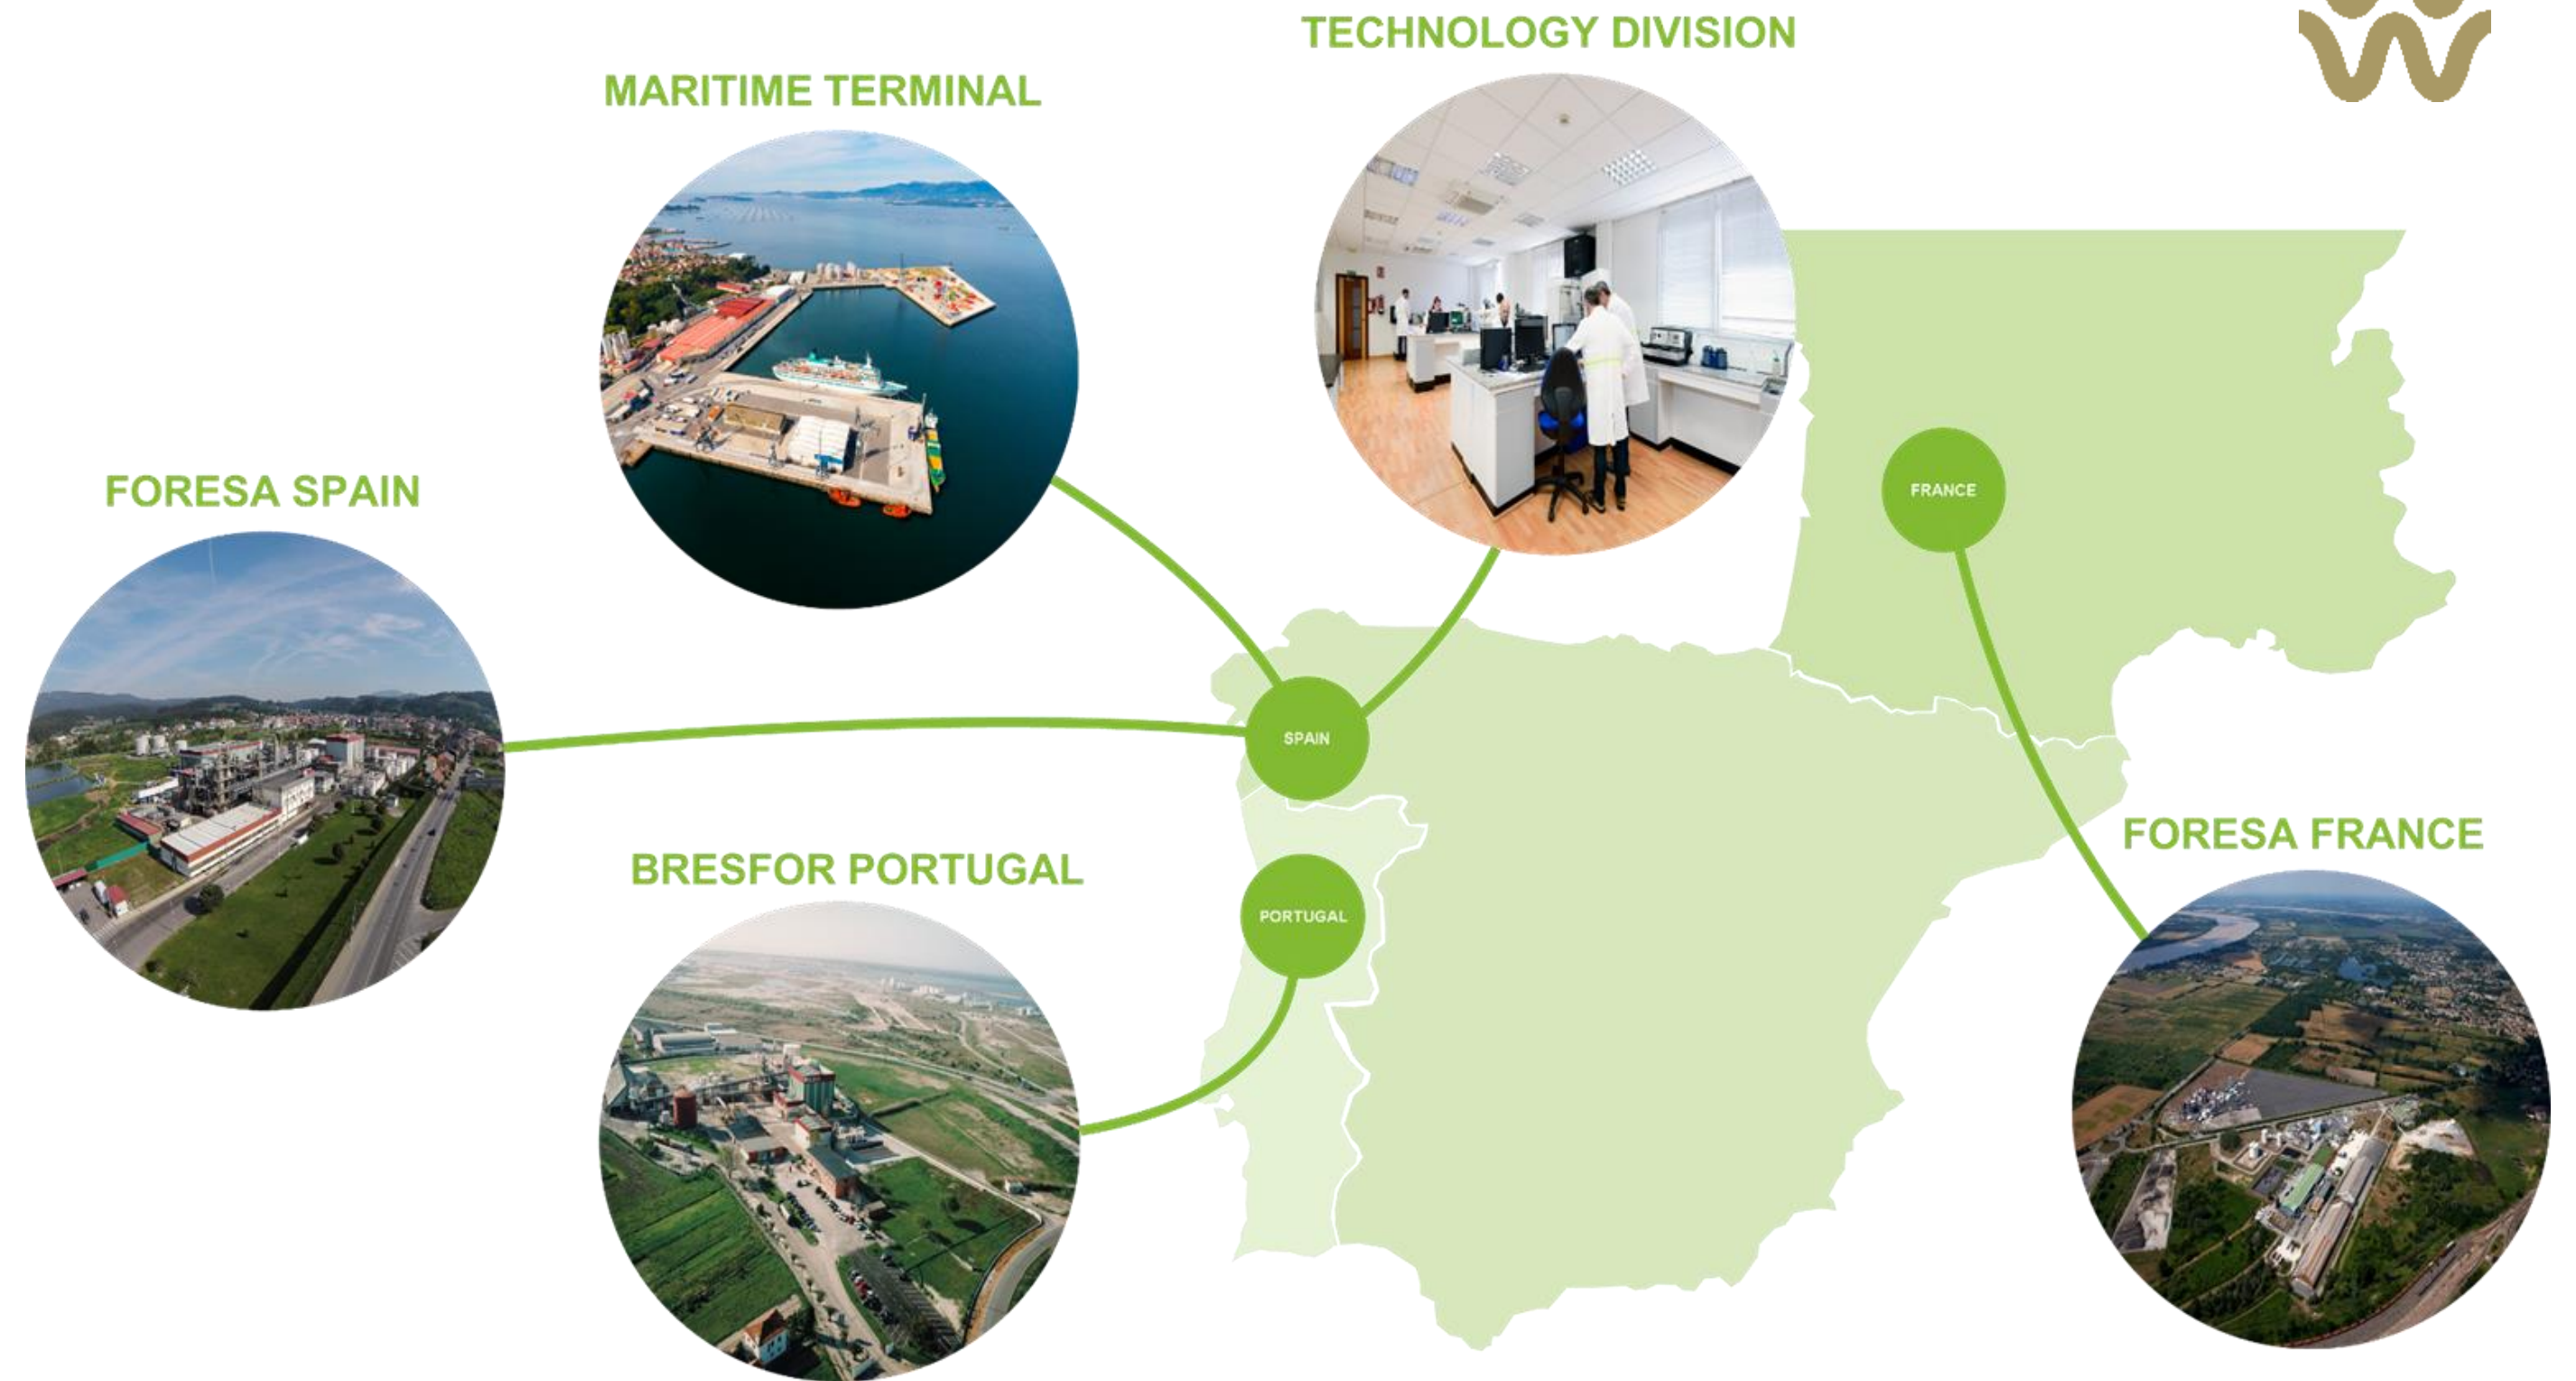 TECHNOLOGY DIVISION
MARITIME TERMINAL
FORESA SPAIN
FRANCE
SPAIN
FORESA FRANCE
BRESFOR PORTUGAL
PORTUGAL